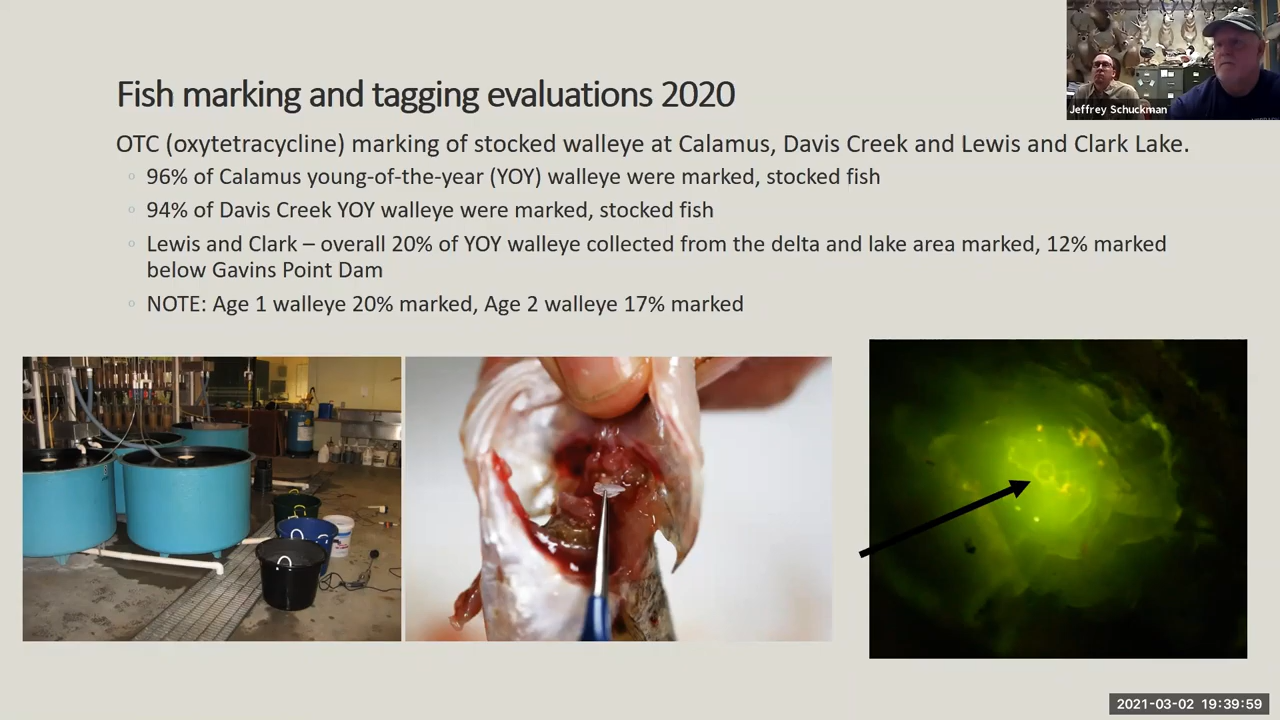 Jeffrey Schuckman
Fish marking and tagging evaluations 2020
OTC (oxytetracycline) marking of stocked walleye at Calamus, Davis Creek and Lewis and Clark Lake.
96% of Calamus young-of-the-year (YOY) walleye were marked, stocked fish
94% of Davis Creek YOY walleye were marked, stocked fish
Lewis and Clark – overall 20% of YOY walleye collected from the delta and lake area marked, 12% marked
below Gavins Point Dam
NOTE: Age 1 walleye 20% marked, Age 2 walleye 17% marked
2021-03-02 19:39:59